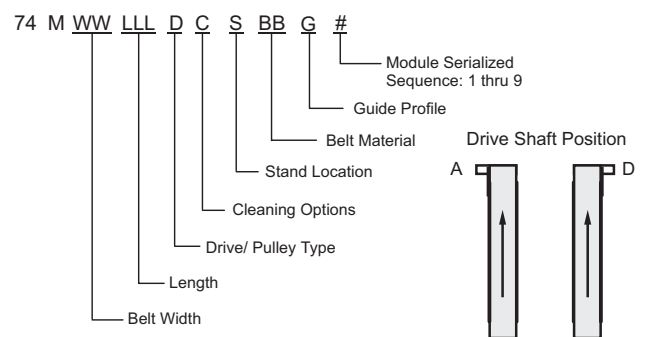 74 M WW LLL D C S BB G #
Module Serialized
Sequence: 1 thru 9
Guide Profile
Belt Material
Stand Location
Cleaning Options
Drive/ Pulley Type
Length
Belt Width
Drive Shaft Position
A D